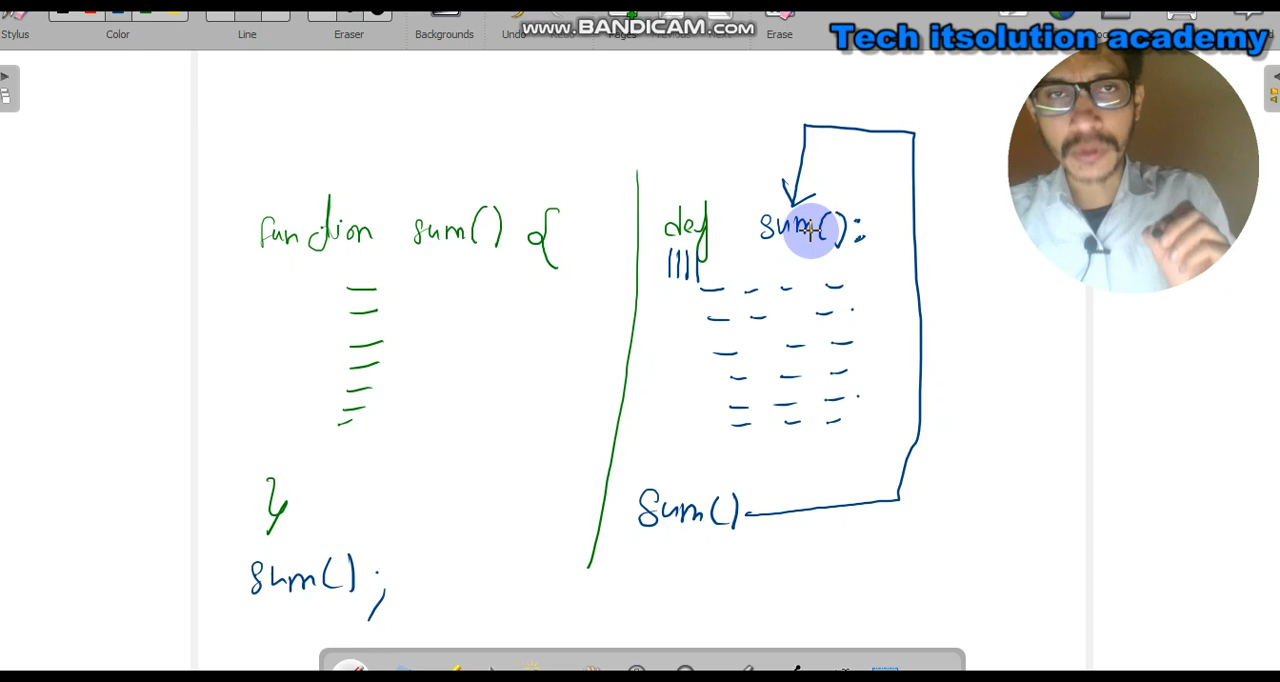 Stylus Color Line Eraser Backgrounds Undo Pages Erase
www.BANDICAM.com
Tech itsolution academy
function sum() {
def sum():
sum()
}
sum();